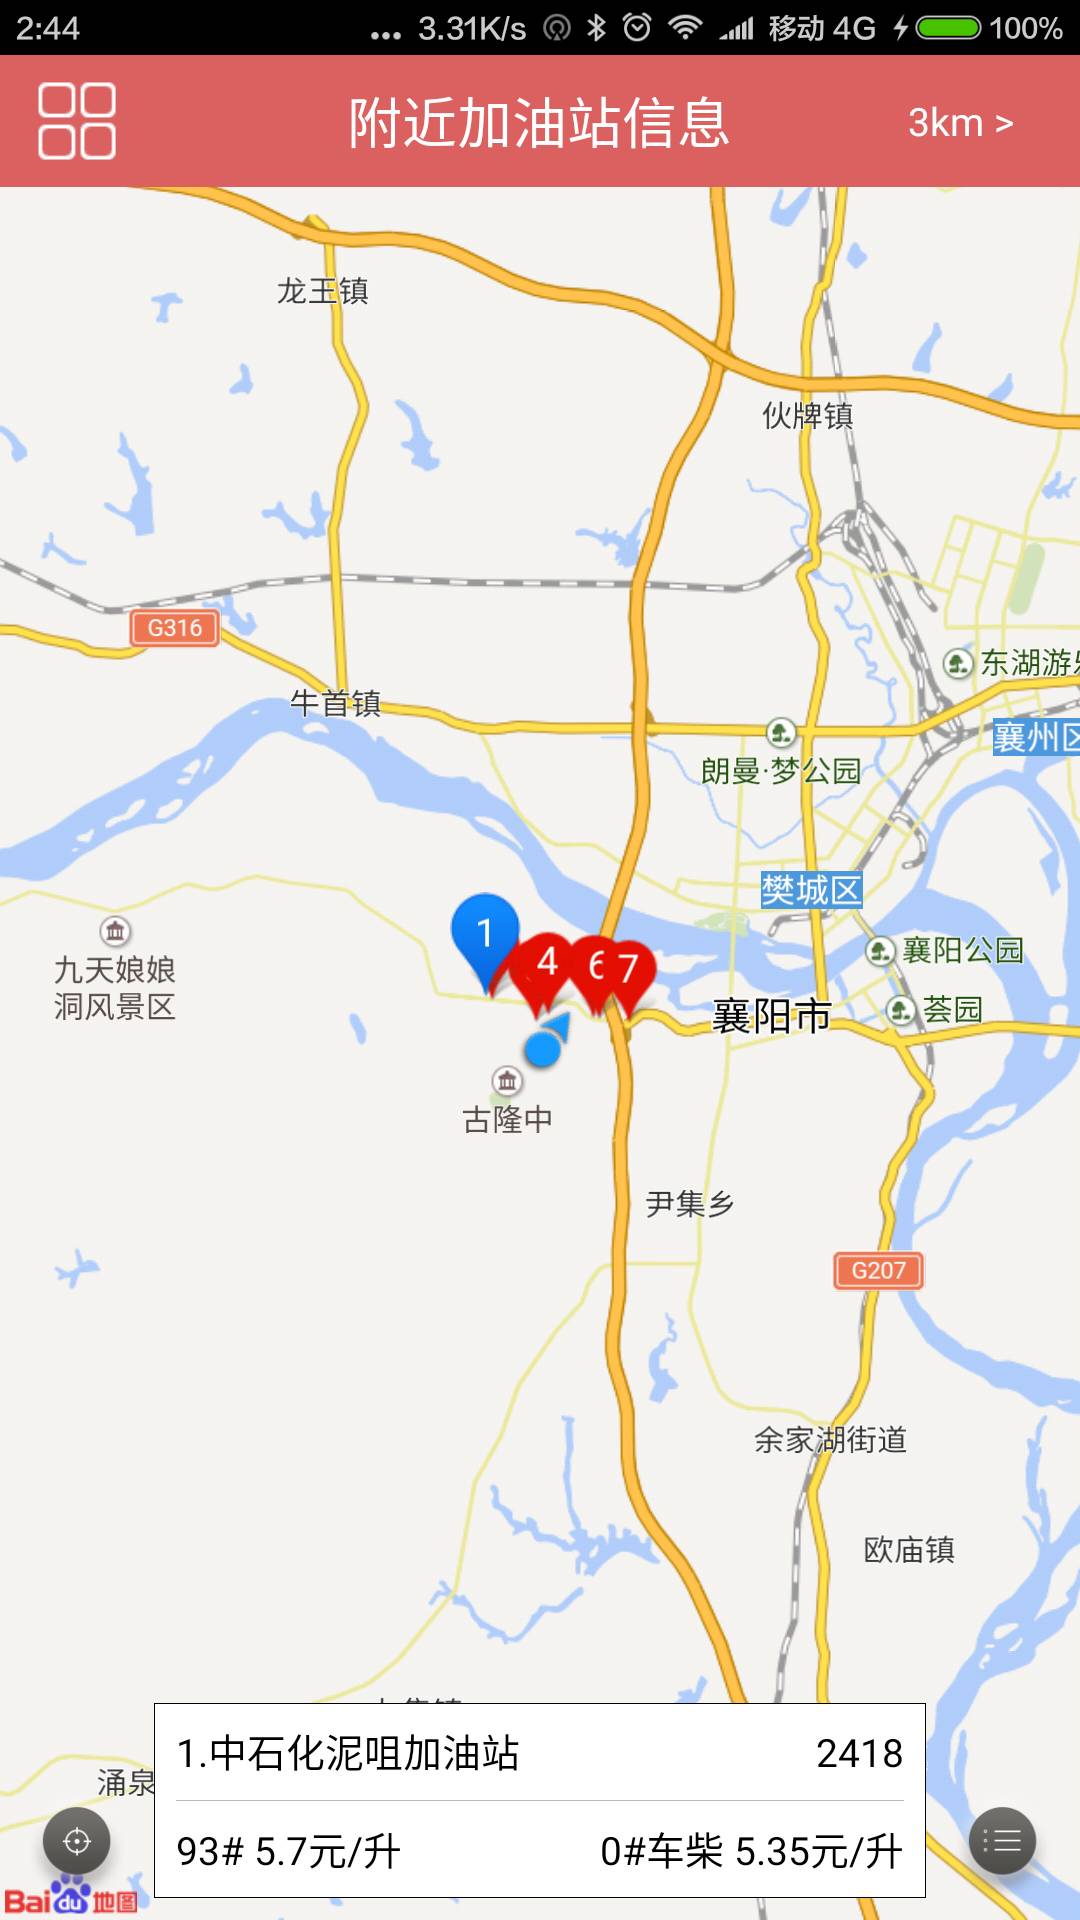 2:44 ... 3.31K/s 移动 4G 100%
附近加油站信息 3km >
龙王镇
伙牌镇
G316
东湖游
牛首镇
襄州区
朗曼·梦公园
樊城区
1
4
6
7
襄阳公园
九天娘娘
洞风景区
荟园
襄阳市
古隆中
尹集乡
G207
余家湖街道
欧庙镇
1.中石化泥咀加油站 2418
涌泉
93# 5.7元/升 0#车柴 5.35元/升
Bai du 地图